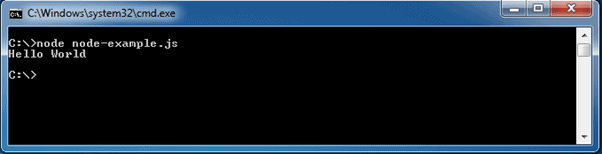 C:\Windows\system32\cmd.exe
C:\>node node-example.js
Hello World
C:\>